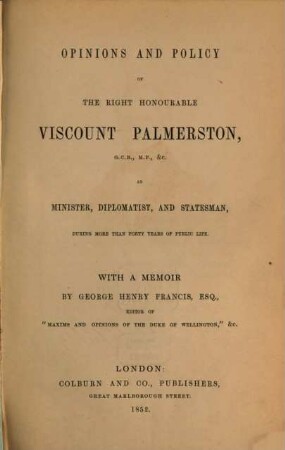 OPINIONS AND POLICY
OF
THE RIGHT HONOURABLE
VISCOUNT PALMERSTON,
G.C.B., M.P., &c.
AS
MINISTER, DIPLOMATIST, AND STATESMAN,
DURING MORE THAN FORTY YEARS OF PUBLIC LIFE.
WITH A MEMOIR
BY GEORGE HENRY FRANCIS, ESQ.,
EDITOR OF
"MAXIMS AND OPINIONS OF THE DUKE OF WELLINGTON," &c.
LONDON:
COLBURN AND CO., PUBLISHERS,
GREAT MARLBOROUGH STREET.
1852.